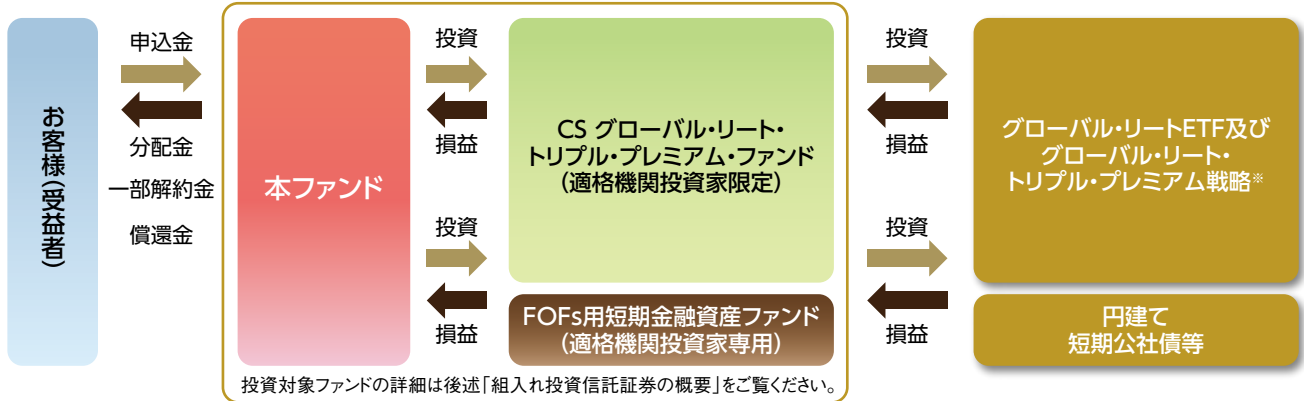 お客様(受益者)
申込金
分配金
一部解約金
償還金
本ファンド
投資
損益
投資
損益
CS グローバル・リート・
トリプル・プレミアム・ファンド
(適格機関投資家限定)
FOFs用短期金融資産ファンド
(適格機関投資家専用)
投資
損益
投資
損益
グローバル・リートETF及び
グローバル・リート・
トリプル・プレミアム戦略※
円建て
短期公社債等
投資対象ファンドの詳細は後述「組入れ投資信託証券の概要」をご覧ください。